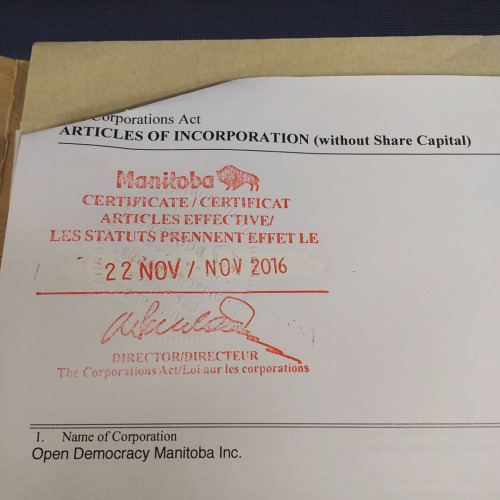 Corporations Act
ARTICLES OF INCORPORATION (without Share Capital)
Manitoba
CERTIFICATE / CERTIFICAT
ARTICLES EFFECTIVE/
LES STATUTS PRENNENT EFFET LE
22 NOV / NOV 2016
DIRECTOR/DIRECTEUR
The Corporations Act/Loi aur les corporations
1. Name of Corporation
Open Democracy Manitoba Inc.